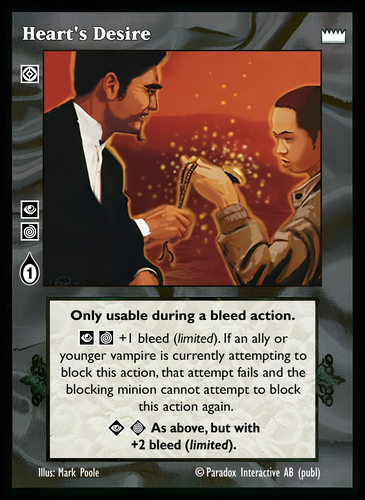 Heart's Desire
1
Only usable during a bleed action.
+1 bleed (limited). If an ally or
younger vampire is currently attempting to
block this action, that attempt fails and the
blocking minion cannot attempt to block
this action again.
As above, but with
+2 bleed (limited).
Illus: Mark Poole
© Paradox Interactive AB (publ)